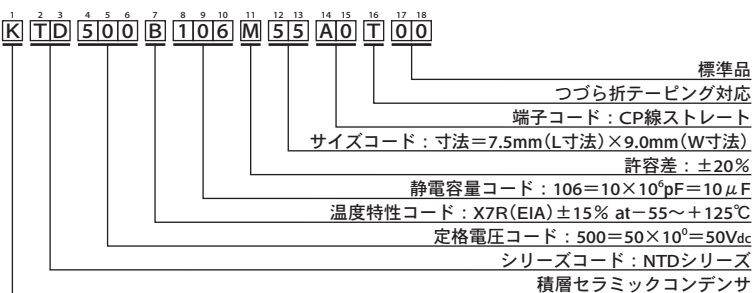 1 2 3 4 5 6 7 8 9 10 11 12 13 14 15 16 17 18
K T D 5 0 0 B 1 0 6 M 5 5 A 0 T 0 0
標準品
つづら折テーピング対応
端子コード：CP線ストレート
サイズコード：寸法＝7.5mm（L寸法）×9.0mm（W寸法）
許容差：±20％
静電容量コード：106＝10×10⁶pF＝10μF
温度特性コード：X7R（EIA）±15％ at－55～＋125℃
定格電圧コード：500＝50×10⁰＝50Vdc
シリーズコード：NTDシリーズ
積層セラミックコンデンサ